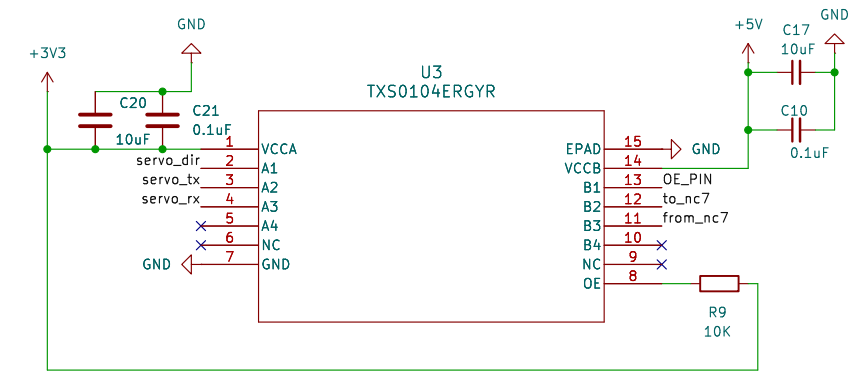 GND
+5V
GND
+3V3
C17
10uF
U3
TXS0104ERGYR
C20
C21
0.1uF
10uF
C10
0.1uF
1 VCCA
EPAD 15 GND
servo_dir 2 A1
VCCB 14
servo_tx 3 A2
B1 13 OE_PIN
servo_rx 4 A3
B2 12 to_nc7
5 A4
B3 11 from_nc7
6 NC
B4 10
GND 7 GND
NC 9
OE 8
R9
10K